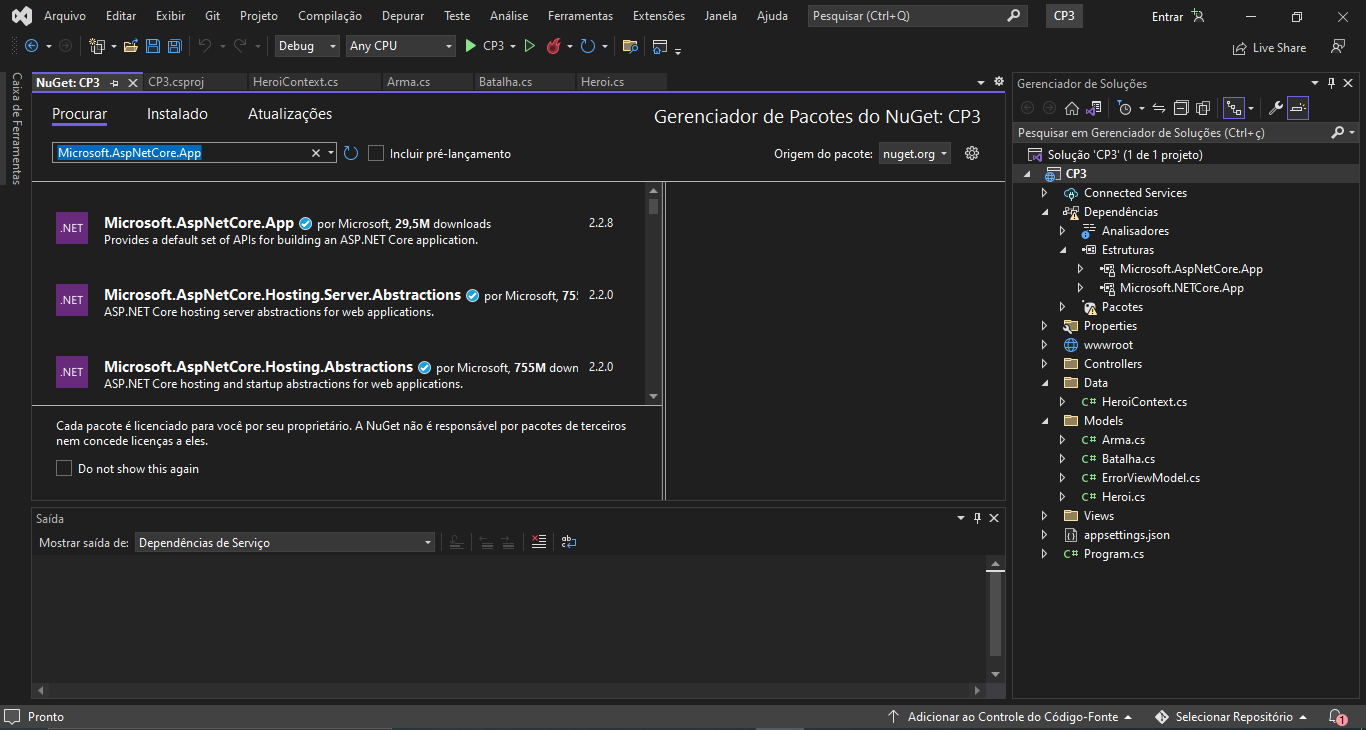 Arquivo Editar Exibir Git Projeto Compilação Depurar Teste Análise Ferramentas Extensões Janela Ajuda Pesquisar (Ctrl+Q) CP3 Entrar
Debug Any CPU CP3 Live Share
Caixa de Ferramentas
NuGet: CP3 CP3.csproj HeroiContext.cs Arma.cs Batalha.cs Heroi.cs
Procurar Instalado Atualizações Gerenciador de Pacotes do NuGet: CP3
Microsoft.AspNetCore.App Incluir pré-lançamento Origem do pacote: nuget.org
.NET Microsoft.AspNetCore.App por Microsoft, 29,5M downloads 2.2.8
Provides a default set of APIs for building an ASP.NET Core application.
.NET Microsoft.AspNetCore.Hosting.Server.Abstractions por Microsoft, 755 2.2.0
ASP.NET Core hosting server abstractions for web applications.
.NET Microsoft.AspNetCore.Hosting.Abstractions por Microsoft, 755M down 2.2.0
ASP.NET Core hosting and startup abstractions for web applications.
Cada pacote é licenciado para você por seu proprietário. A NuGet não é responsável por pacotes de terceiros
nem concede licenças a eles.
Do not show this again
Saída
Mostrar saída de: Dependências de Serviço
Gerenciador de Soluções
Pesquisar em Gerenciador de Soluções (Ctrl+ç)
Solução 'CP3' (1 de 1 projeto)
CP3
Connected Services
Dependências
Analisadores
Estruturas
Microsoft.AspNetCore.App
Microsoft.NETCore.App
Pacotes
Properties
wwwroot
Controllers
Data
C# HeroiContext.cs
Models
C# Arma.cs
C# Batalha.cs
C# ErrorViewModel.cs
C# Heroi.cs
Views
appsettings.json
C# Program.cs
Pronto Adicionar ao Controle do Código-Fonte Selecionar Repositório 1